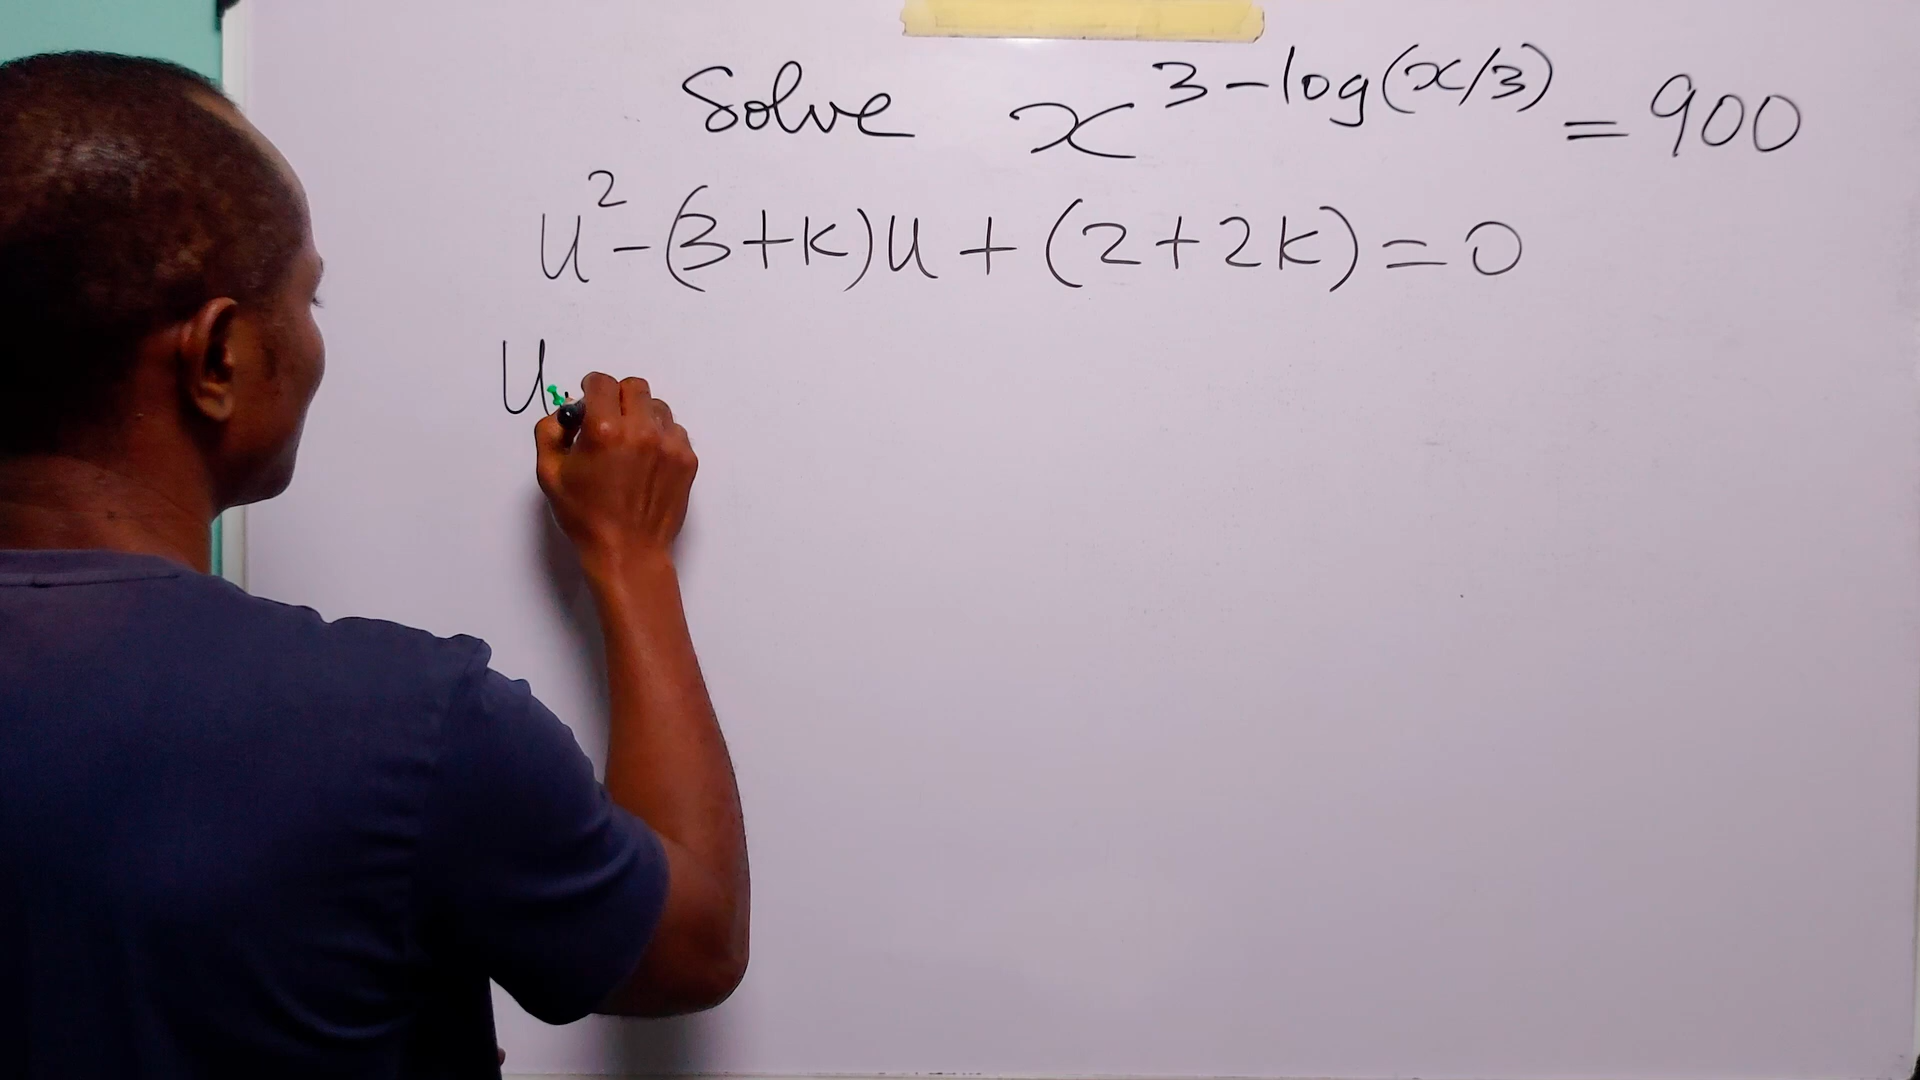 Solve x^{3-log(x/3)} = 900
U² - (3+K)U + (2+2K) = 0
U